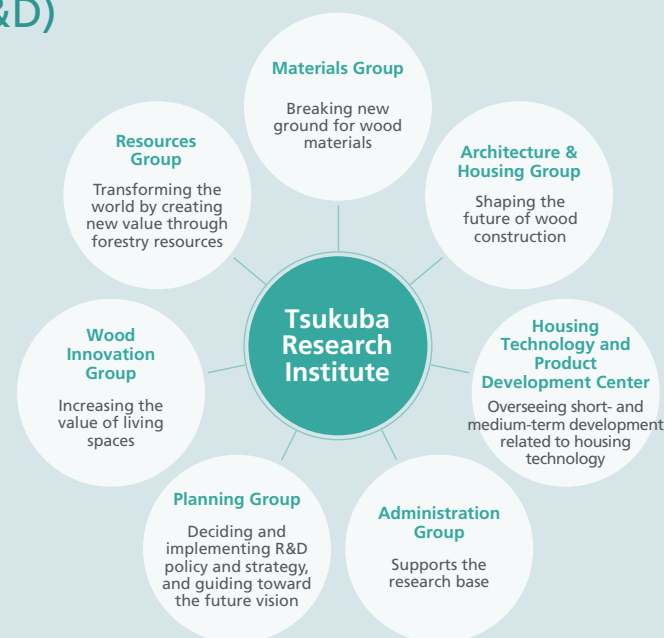 &D)
Materials Group
Breaking new
ground for wood
materials
Architecture &
Housing Group
Shaping the
future of wood
construction
Housing
Technology and
Product
Development Center
Overseeing short- and
medium-term development
related to housing
technology
Administration
Group
Supports the
research base
Planning Group
Deciding and
implementing R&D
policy and strategy,
and guiding toward
the future vision
Wood
Innovation
Group
Increasing the
value of living
spaces
Resources
Group
Transforming the
world by creating
new value through
forestry resources
Tsukuba
Research
Institute